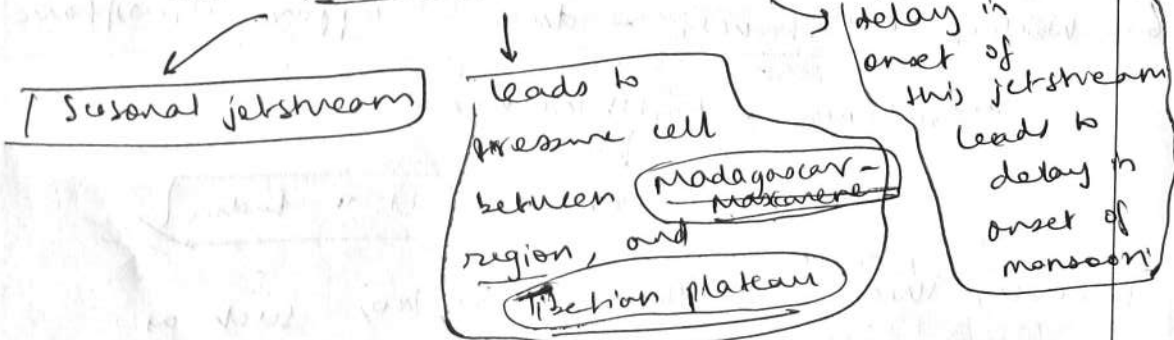 Seasonal jetstream
leads to
pressure cell
between Madagascar-
Mascarene
region, and
Tibetian plateau
delay in
onset of
this jetstream
leads to
delay in
onset of
monsoon